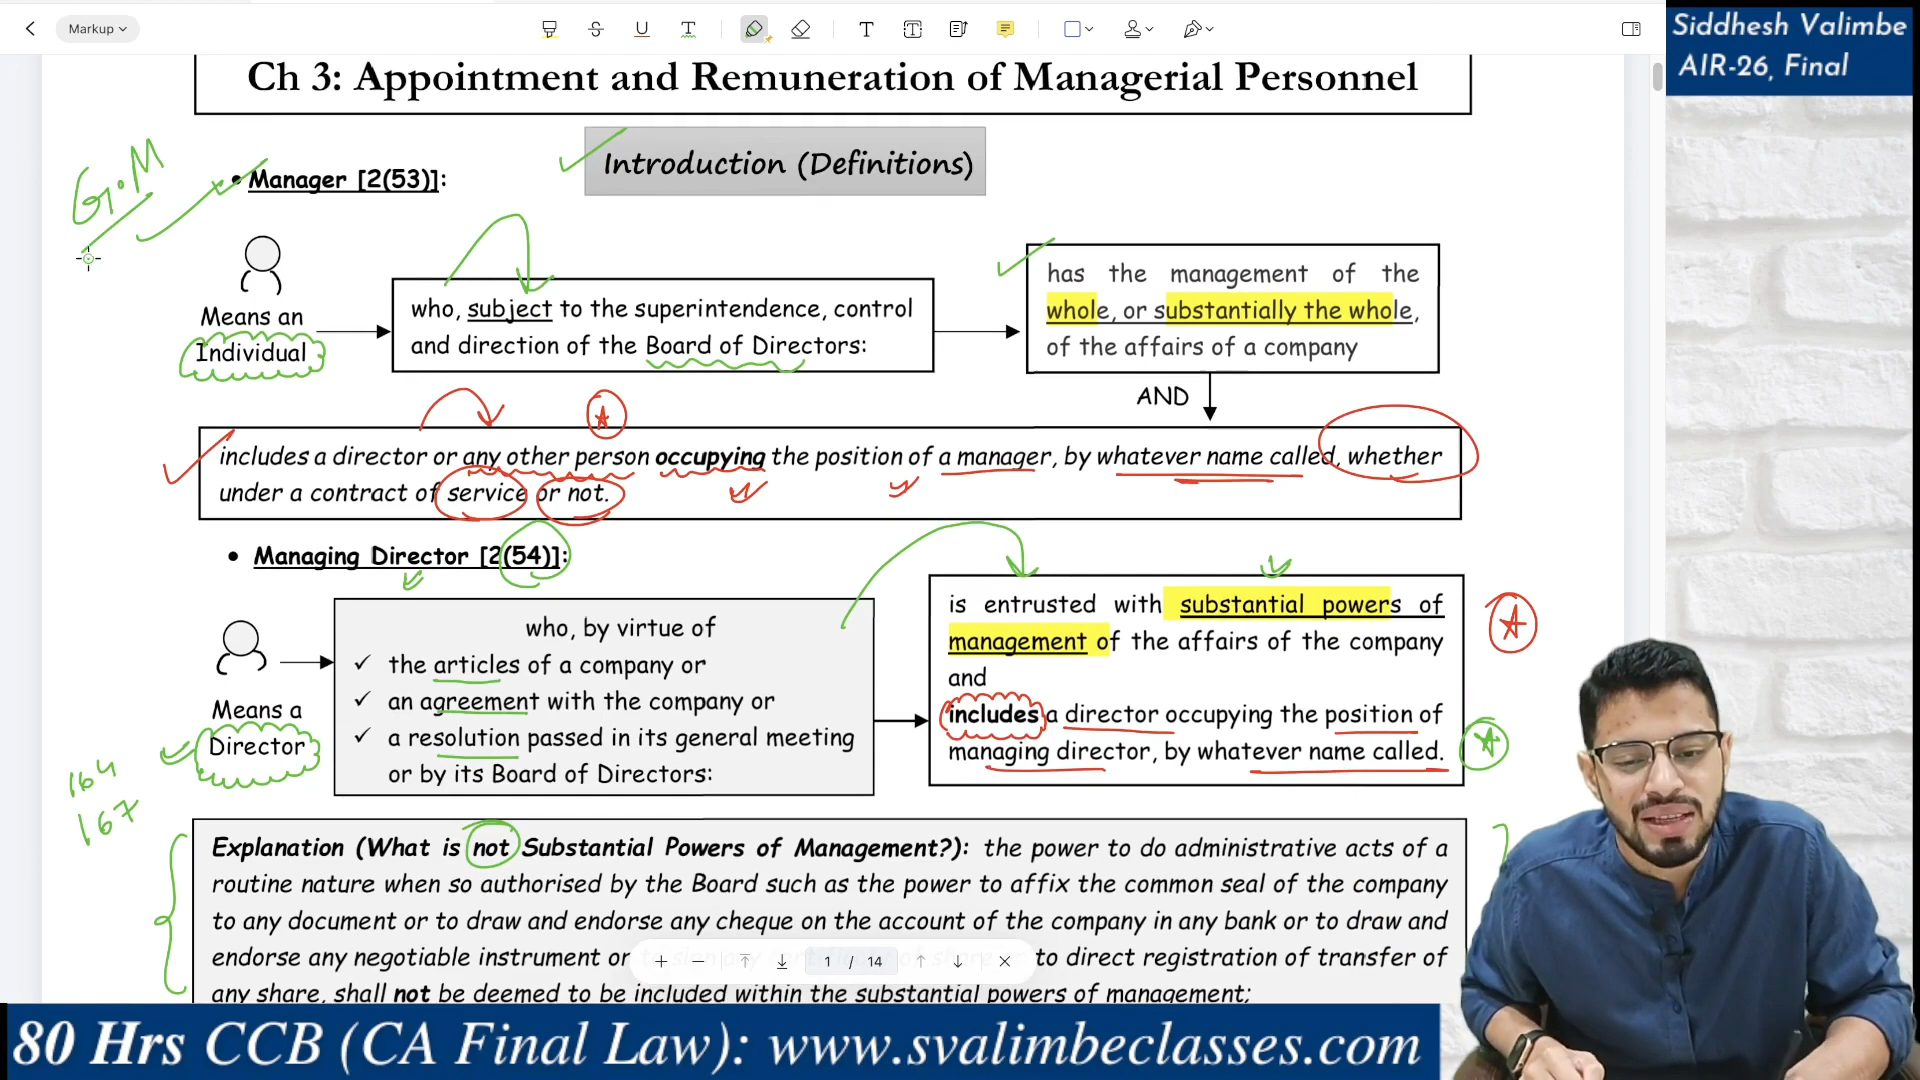 Markup
Siddhesh Valimbe
AIR-26, Final
Ch 3: Appointment and Remuneration of Managerial Personnel
Introduction (Definitions)
G.M
• Manager [2(53)]:
Means an
Individual
who, subject to the superintendence, control
and direction of the Board of Directors:
has the management of the
whole, or substantially the whole,
of the affairs of a company
AND
includes a director or any other person occupying the position of a manager, by whatever name called, whether
under a contract of service or not.
• Managing Director [2(54)]:
Means a
Director
164
167
who, by virtue of
✓ the articles of a company or
✓ an agreement with the company or
✓ a resolution passed in its general meeting
or by its Board of Directors:
is entrusted with substantial powers of
management of the affairs of the company
and
includes a director occupying the position of
managing director, by whatever name called.
Explanation (What is not Substantial Powers of Management?): the power to do administrative acts of a
routine nature when so authorised by the Board such as the power to affix the common seal of the company
to any document or to draw and endorse any cheque on the account of the company in any bank or to draw and
endorse any negotiable instrument or to sign any certificate of share or to direct registration of transfer of
any share, shall not be deemed to be included within the substantial powers of management;
1 / 14
80 Hrs CCB (CA Final Law): www.svalimbeclasses.com